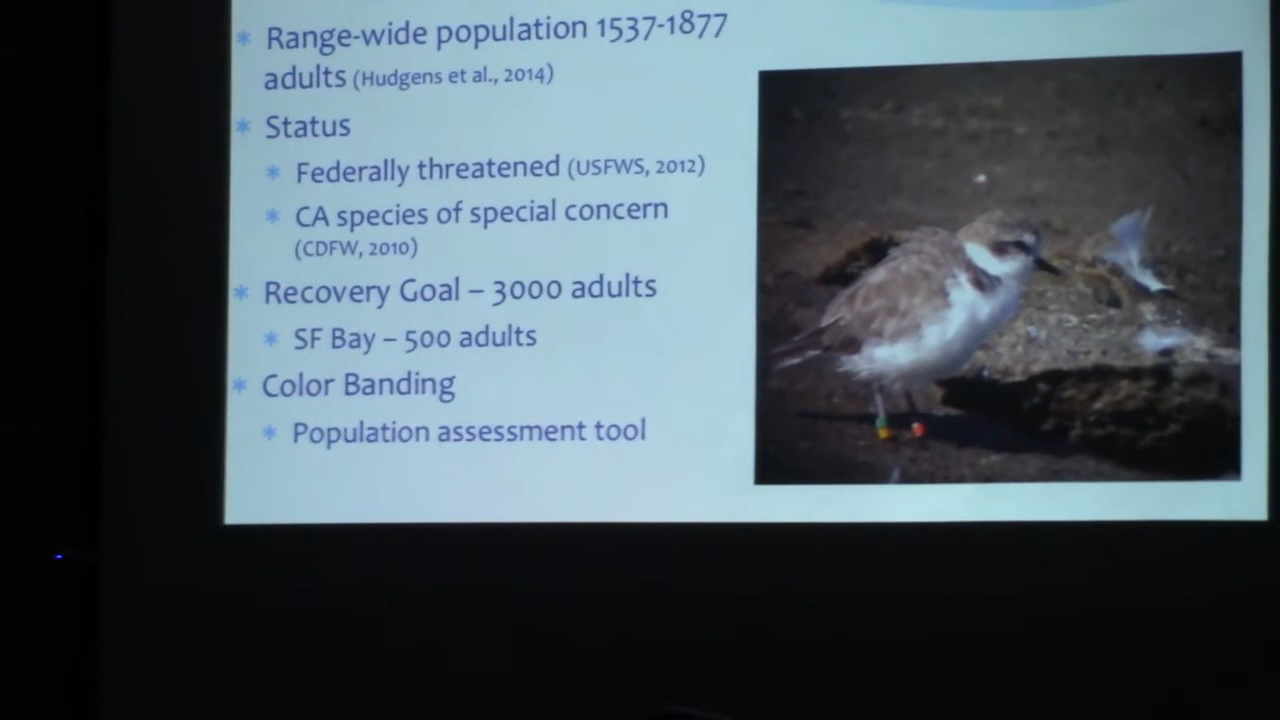 * Range-wide population 1537-1877
adults (Hudgens et al., 2014)
* Status
* Federally threatened (USFWS, 2012)
* CA species of special concern
(CDFW, 2010)
* Recovery Goal – 3000 adults
* SF Bay – 500 adults
* Color Banding
* Population assessment tool